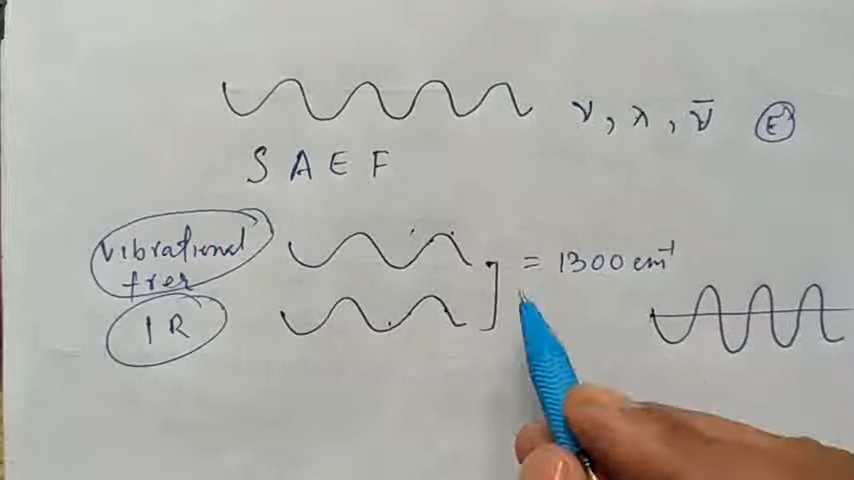 ν, λ, ν̄ E
S A E F
vibrational
= 1300 cm⁻¹
freq
IR